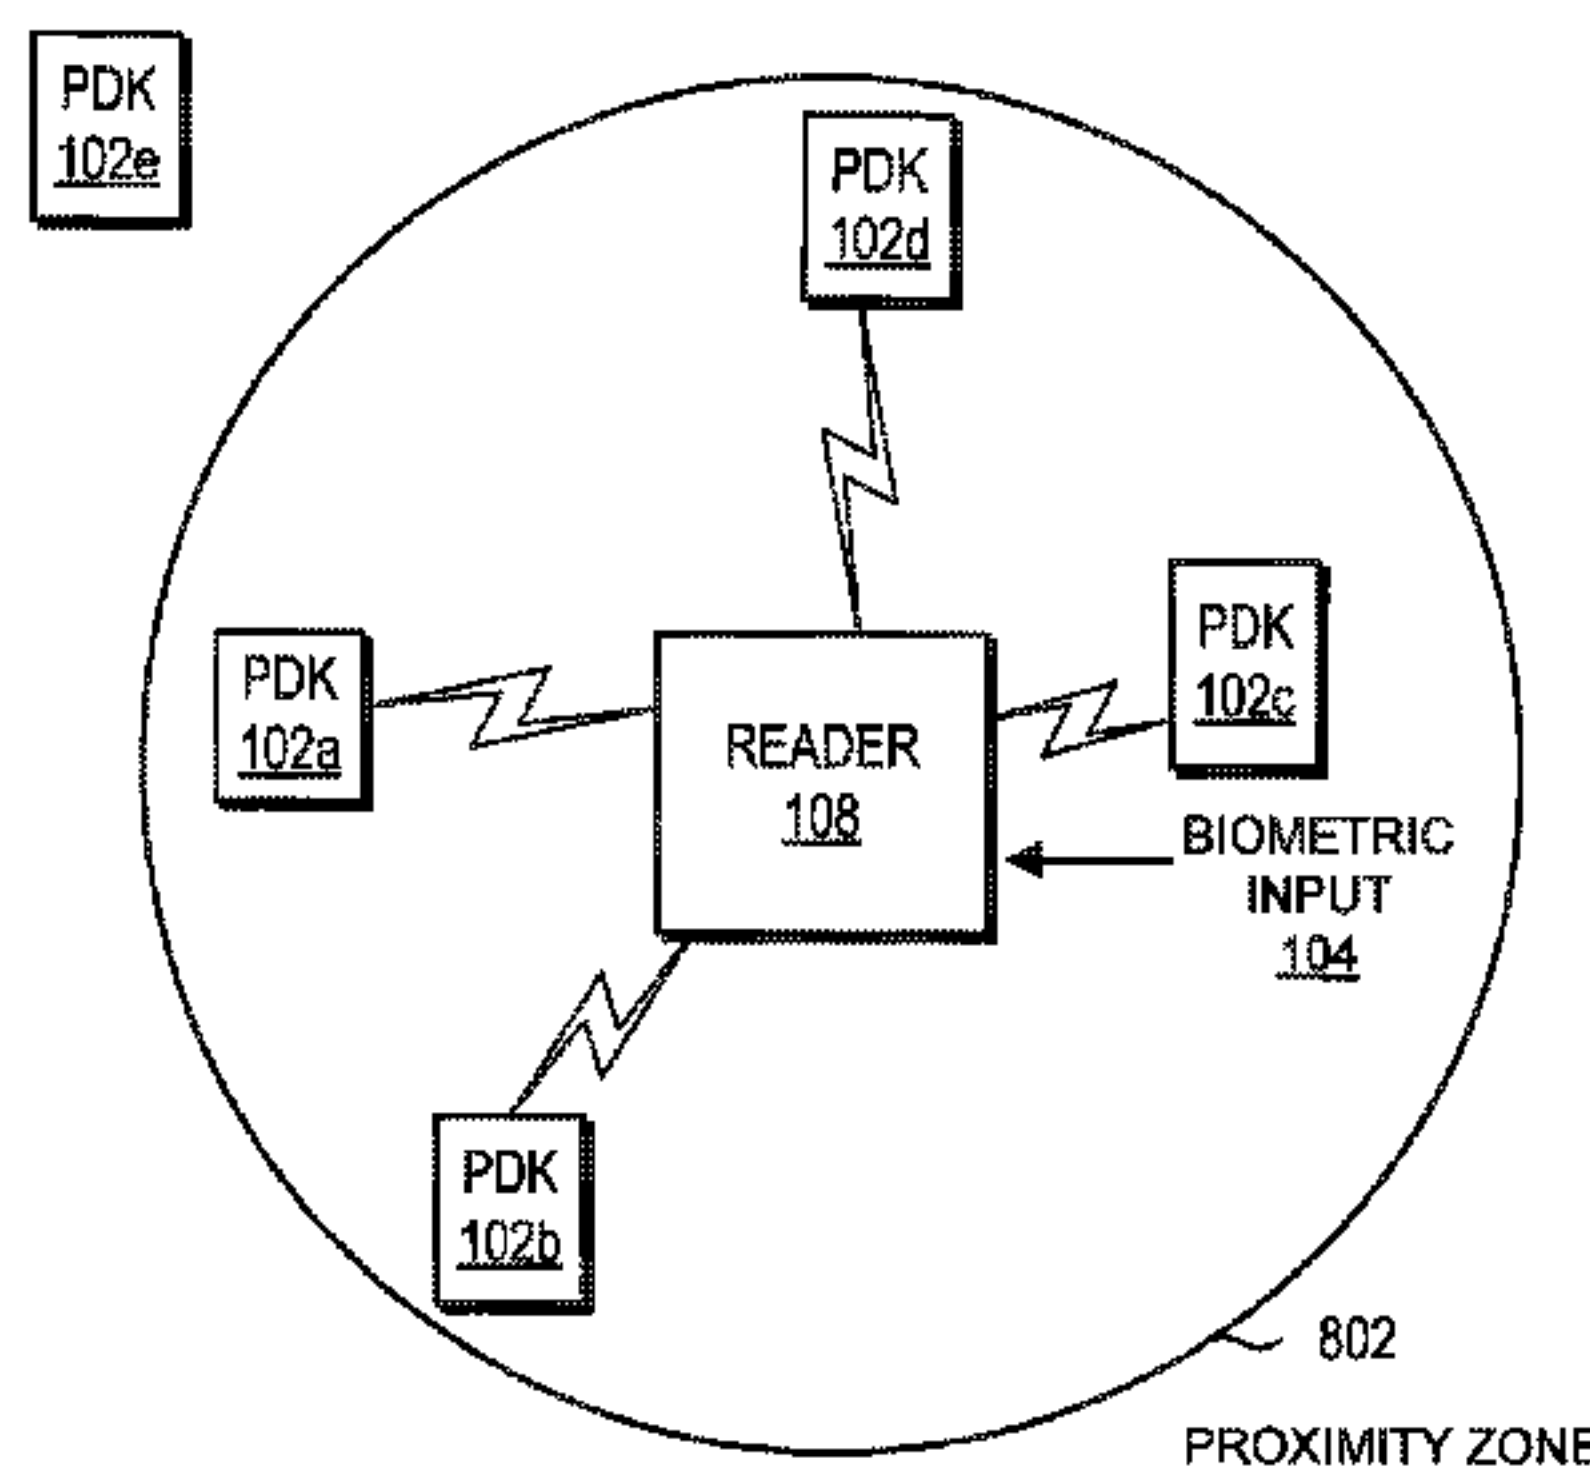 PDK
102e
PDK
102d
PDK
102a
READER
108
PDK
102c
BIOMETRIC
INPUT
104
PDK
102b
802
PROXIMITY ZONE